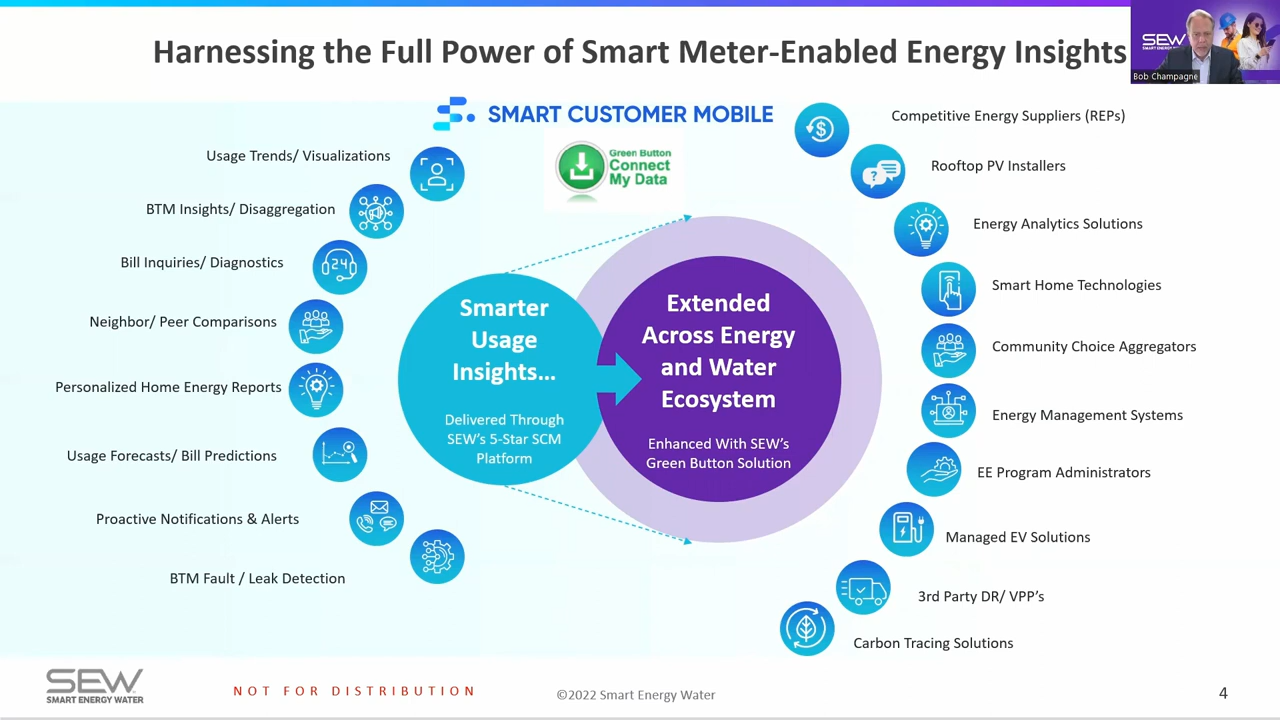 Harnessing the Full Power of Smart Meter-Enabled Energy Insights
SEW
SMART ENERGY
Bob Champagne
SMART CUSTOMER MOBILE
Green Button
Connect
My Data
Usage Trends/ Visualizations
BTM Insights/ Disaggregation
Bill Inquiries/ Diagnostics
24
Neighbor/ Peer Comparisons
Personalized Home Energy Reports
Usage Forecasts/ Bill Predictions
Proactive Notifications & Alerts
BTM Fault / Leak Detection
Smarter
Usage
Insights...
Delivered Through
SEW's 5-Star SCM
Platform
Extended
Across Energy
and Water
Ecosystem
Enhanced With SEW's
Green Button Solution
$
Competitive Energy Suppliers (REPs)
?
Rooftop PV Installers
Energy Analytics Solutions
Smart Home Technologies
Community Choice Aggregators
Energy Management Systems
EE Program Administrators
Managed EV Solutions
3rd Party DR/ VPP's
Carbon Tracing Solutions
SEW
SMART ENERGY WATER
NOT FOR DISTRIBUTION
©2022 Smart Energy Water
4